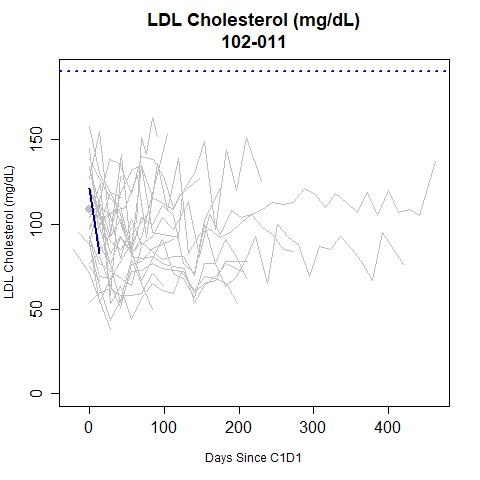 LDL Cholesterol (mg/dL)
102-011
LDL Cholesterol (mg/dL)
150
100
50
0
0 100 200 300 400
Days Since C1D1